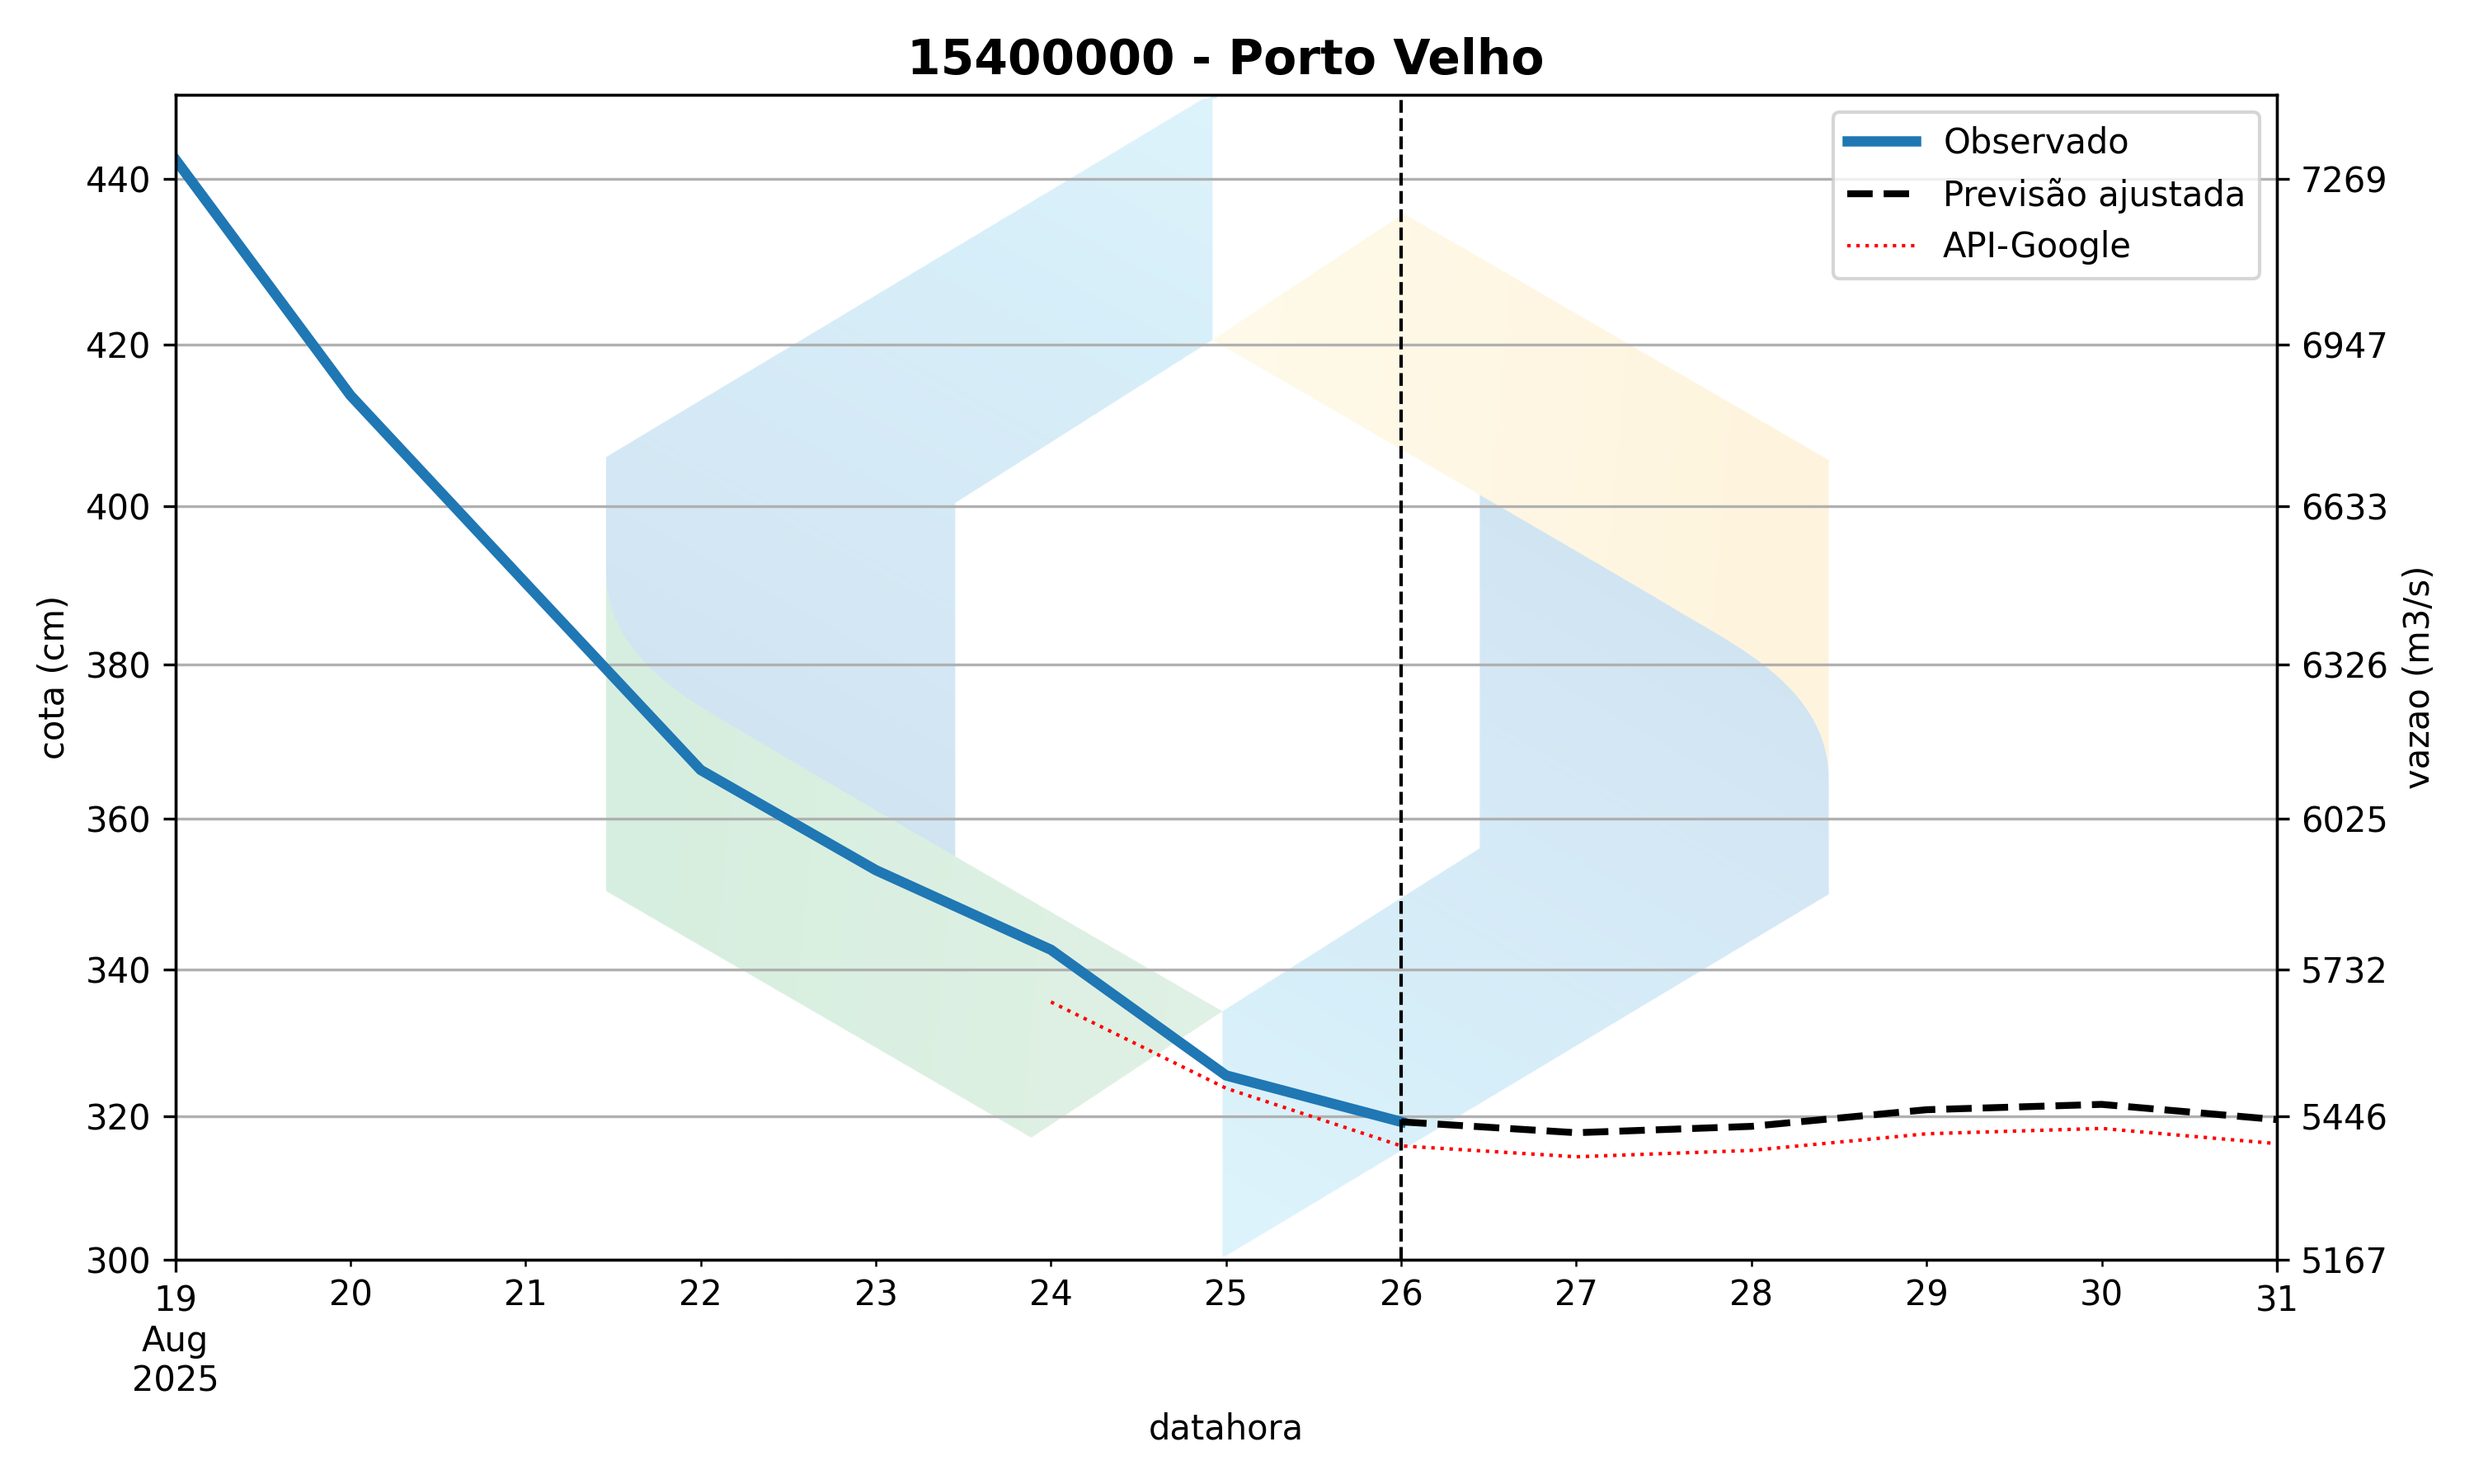 15400000 - Porto Velho
Observado
Previsão ajustada
API-Google
440
420
400
380
360
340
320
300
cota (cm)
7269
6947
6633
6326
6025
5732
5446
5167
vazao (m3/s)
19 20 21 22 23 24 25 26 27 28 29 30 31
Aug
2025
datahora